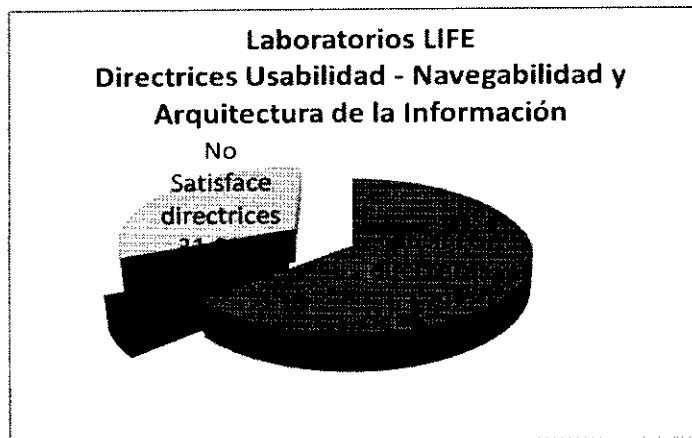 Laboratorios LIFE
Directrices Usabilidad - Navegabilidad y
Arquitectura de la Información
No
Satisface
directrices